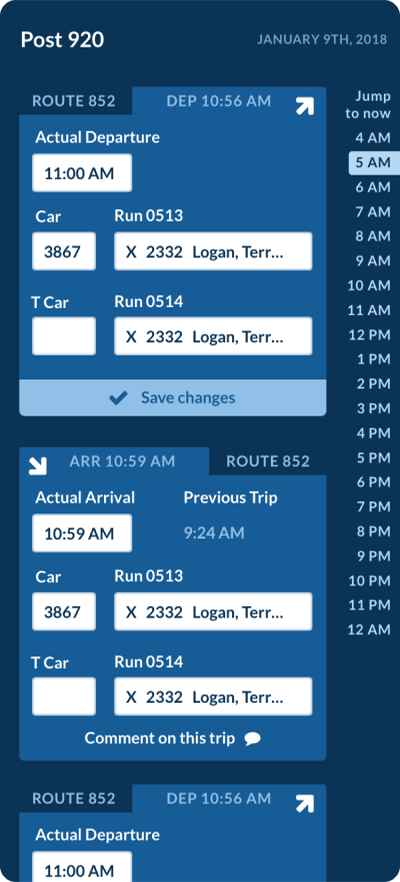 Post 920
JANUARY 9TH, 2018
ROUTE 852
DEP 10:56 AM
Actual Departure
11:00 AM
Car
Run 0513
3867
X 2332 Logan, Terr...
T Car
Run 0514
X 2332 Logan, Terr...
Save changes
ARR 10:59 AM
ROUTE 852
Actual Arrival
Previous Trip
10:59 AM
9:24 AM
Car
Run 0513
3867
X 2332 Logan, Terr...
T Car
Run 0514
X 2332 Logan, Terr...
Comment on this trip
ROUTE 852
DEP 10:56 AM
Actual Departure
11:00 AM
Jump
to now
4 AM
5 AM
6 AM
7 AM
8 AM
9 AM
10 AM
11 AM
12 PM
1 PM
2 PM
3 PM
4 PM
5 PM
6 PM
7 PM
8 PM
9 PM
10 PM
11 PM
12 AM